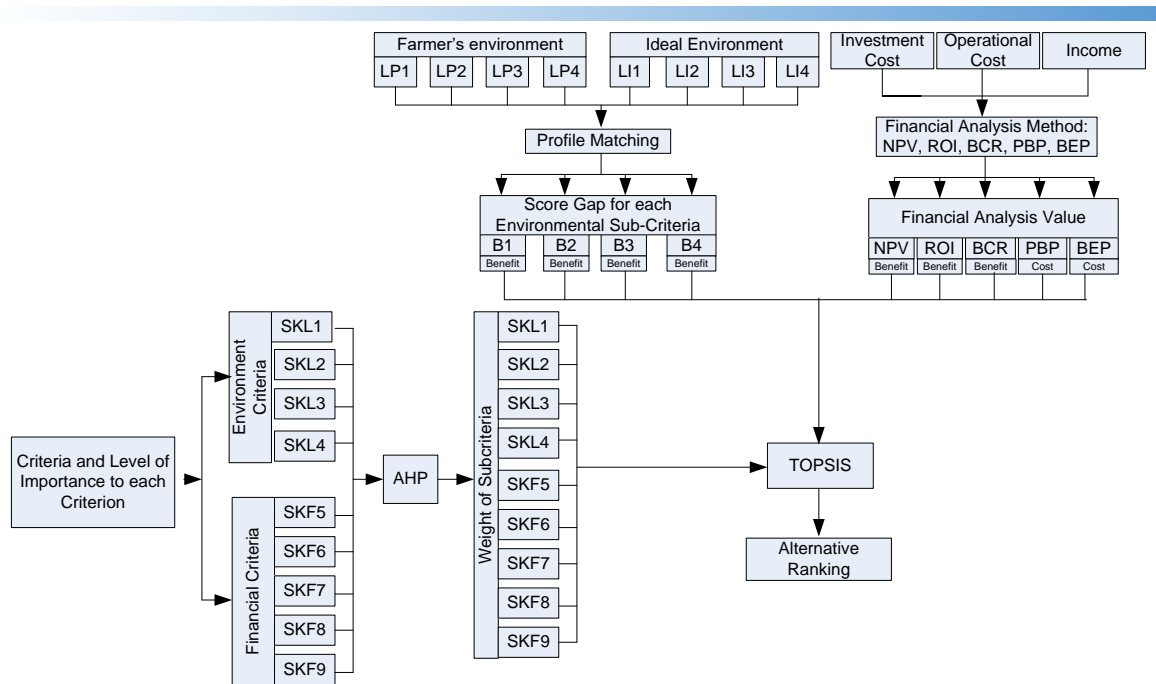 Farmer's environment
LP1 LP2 LP3 LP4
Ideal Environment
LI1 LI2 LI3 LI4
Investment
Cost
Operational
Cost
Income
Profile Matching
Financial Analysis Method:
NPV, ROI, BCR, PBP, BEP
Score Gap for each
Environmental Sub-Criteria
B1 B2 B3 B4
Benefit Benefit Benefit Benefit
Financial Analysis Value
NPV ROI BCR PBP BEP
Benefit Benefit Benefit Cost Cost
Criteria and Level of
Importance to each
Criterion
Environment
Criteria
SKL1
SKL2
SKL3
SKL4
Financial Criteria
SKF5
SKF6
SKF7
SKF8
SKF9
AHP
Weight of Subcriteria
SKL1
SKL2
SKL3
SKL4
SKF5
SKF6
SKF7
SKF8
SKF9
TOPSIS
Alternative
Ranking